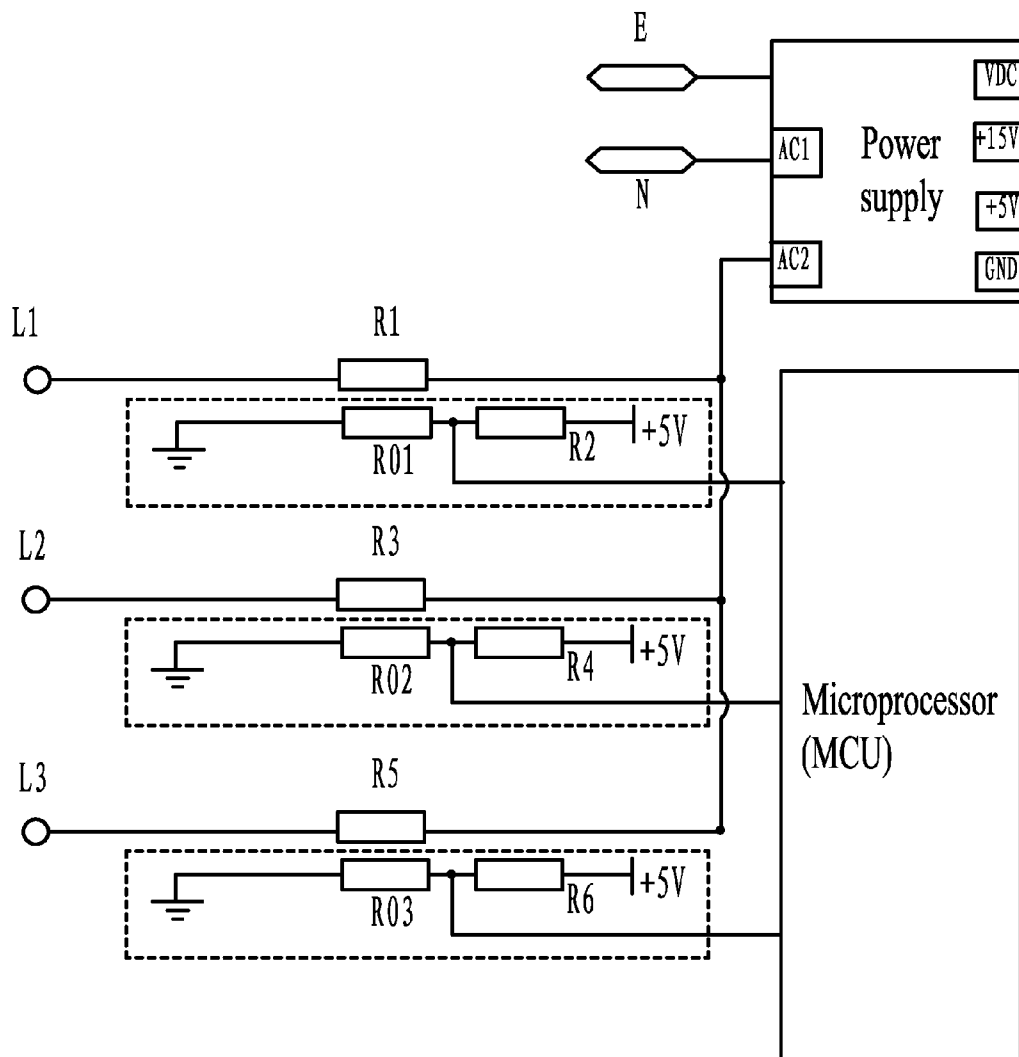 E
VDC
AC1
Power
supply
+15V
N
+5V
AC2
GND
L1
R1
R01
R2
+5V
L2
R3
R02
R4
+5V
Microprocessor
(MCU)
L3
R5
R03
R6
+5V